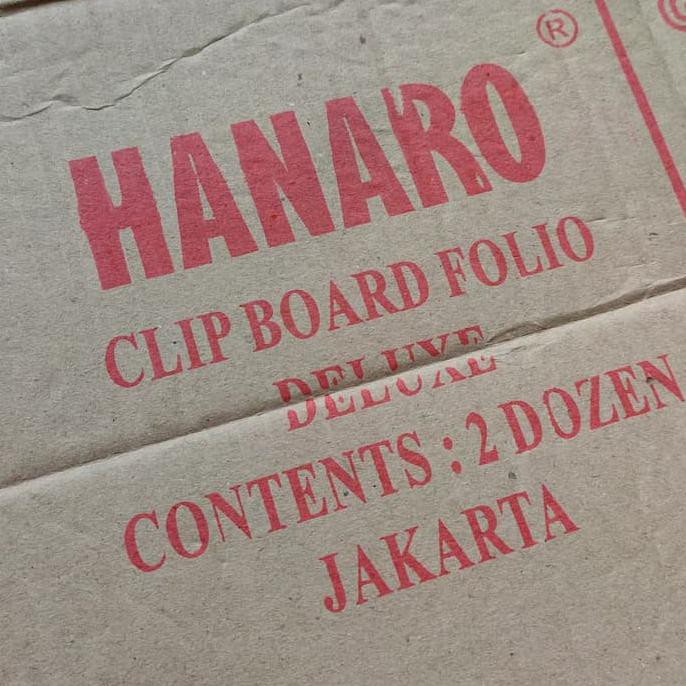 HANARO ®
CLIP BOARD FOLIO
DELUXE
CONTENTS : 2 DOZEN
JAKARTA